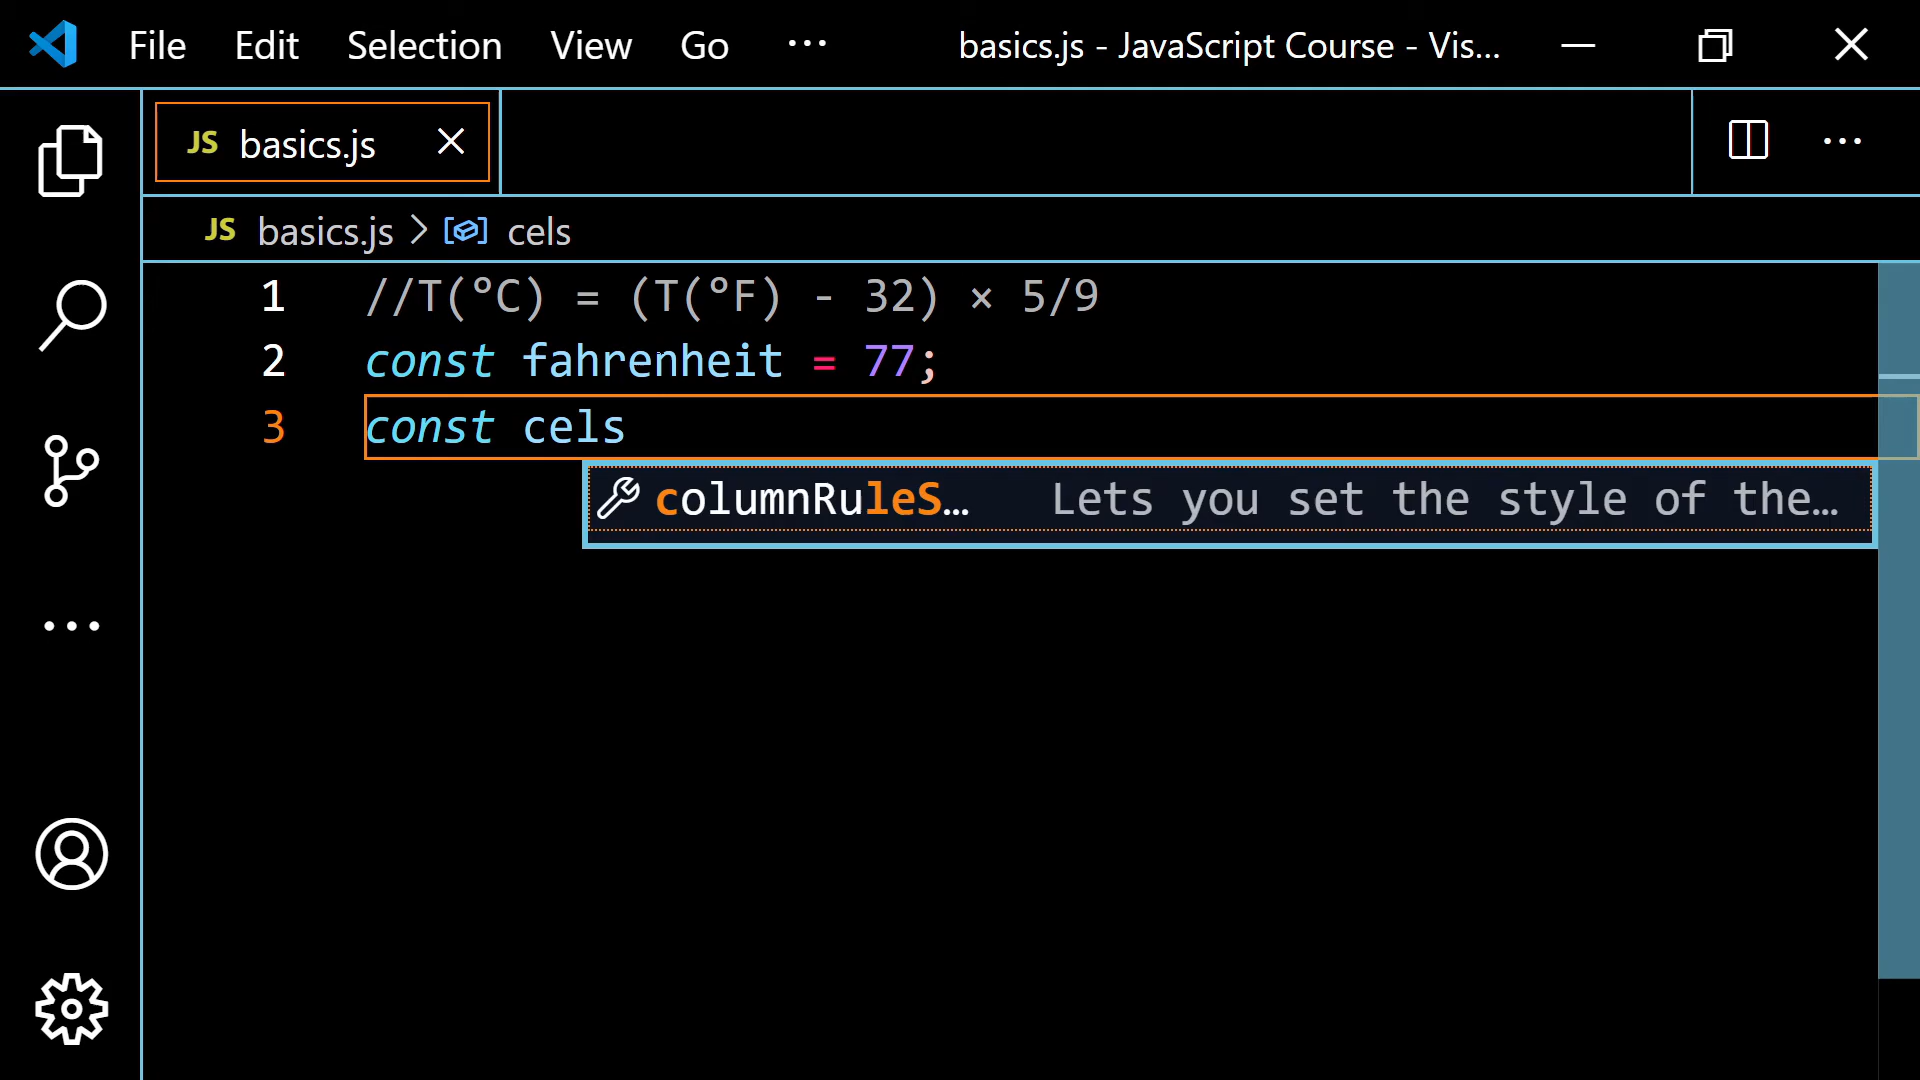 File Edit Selection View Go ··· basics.js - JavaScript Course - Vis...
JS basics.js
JS basics.js > cels
1 //T(°C) = (T(°F) - 32) × 5/9
2 const fahrenheit = 77;
3 const cels
columnRuleS… Lets you set the style of the…